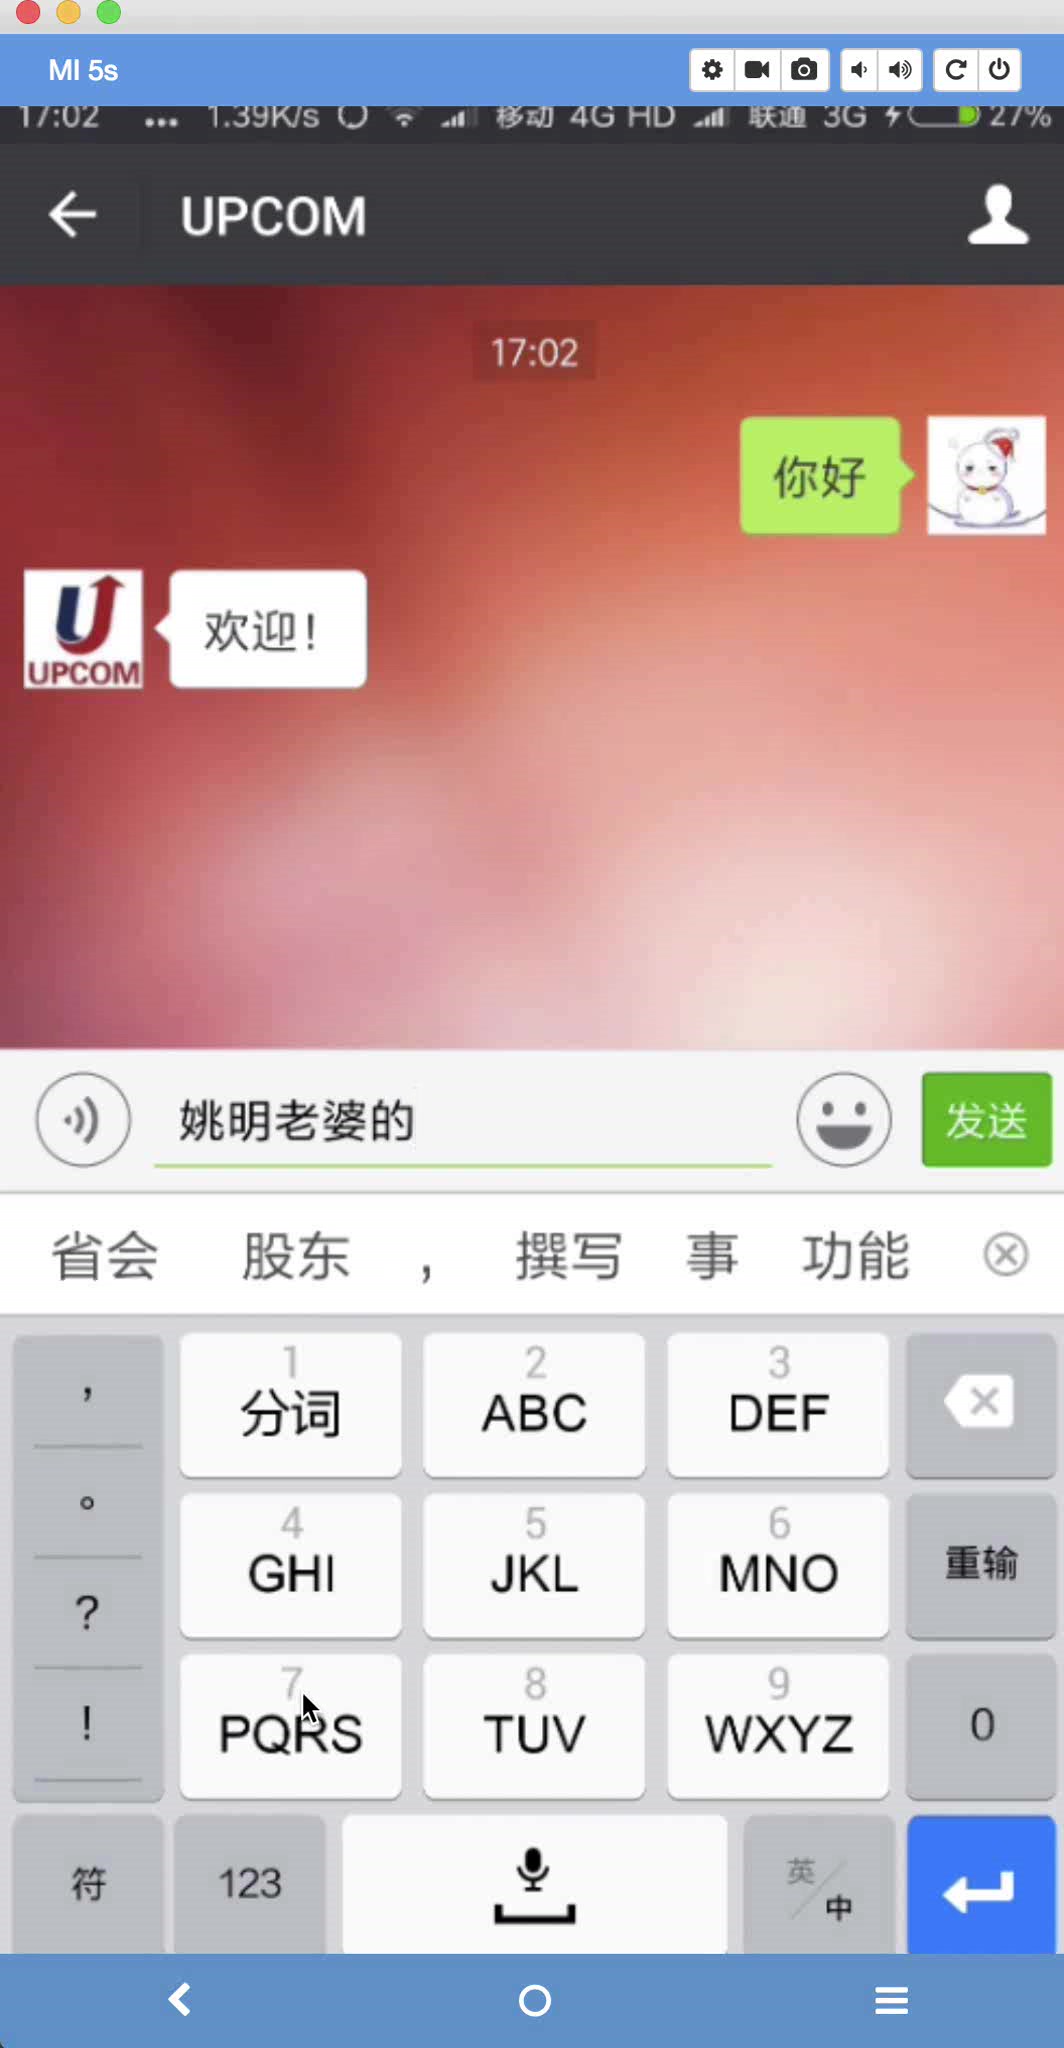 MI 5s
17:02 ... 1.39K/s 移动 4G HD 联通 3G 27%
UPCOM
17:02
你好
UPCOM
欢迎！
姚明老婆的
发送
省会 股东 ， 撰写 事 功能
，
。
?
!
1
分词
2
ABC
3
DEF
4
GHI
5
JKL
6
MNO
重输
7
PQRS
8
TUV
9
WXYZ
0
符
123
英/中